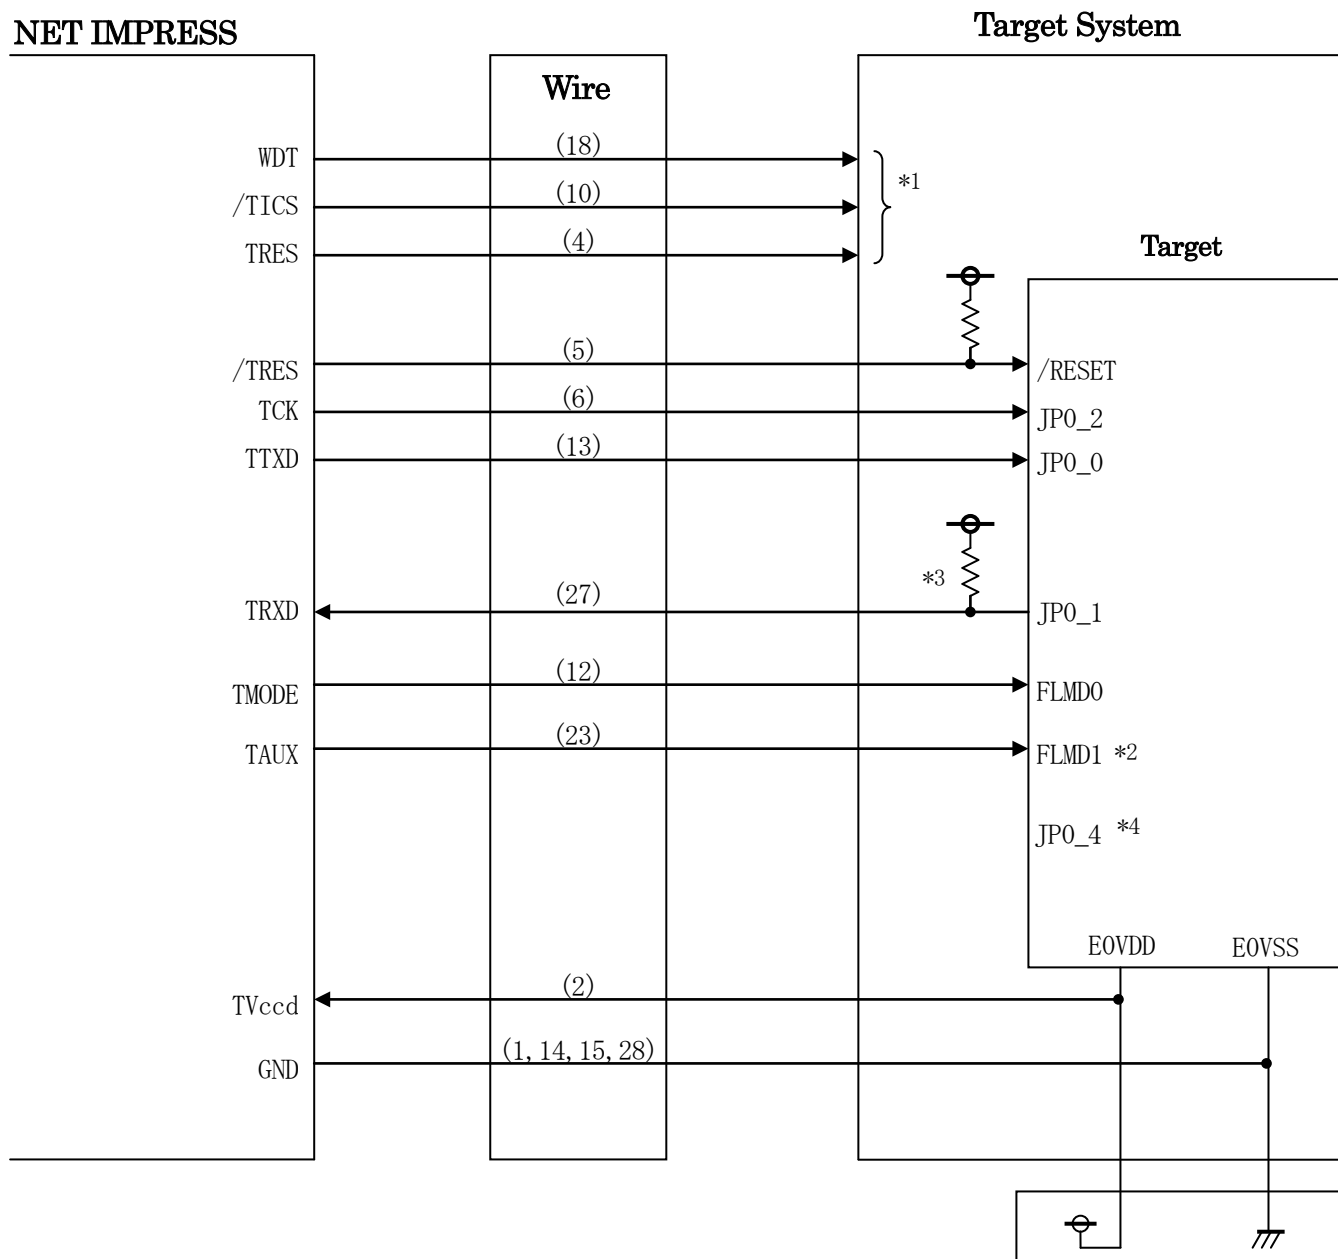 NET IMPRESS
Target System
Wire
WDT
(18)
*1
/TICS
(10)
TRES
(4)
Target
/TRES
(5)
/RESET
TCK
(6)
JP0_2
TTXD
(13)
JP0_0
*3
TRXD
(27)
JP0_1
TMODE
(12)
FLMD0
TAUX
(23)
FLMD1 *2
JP0_4 *4
E0VDD
E0VSS
TVccd
(2)
GND
(1,14,15,28)